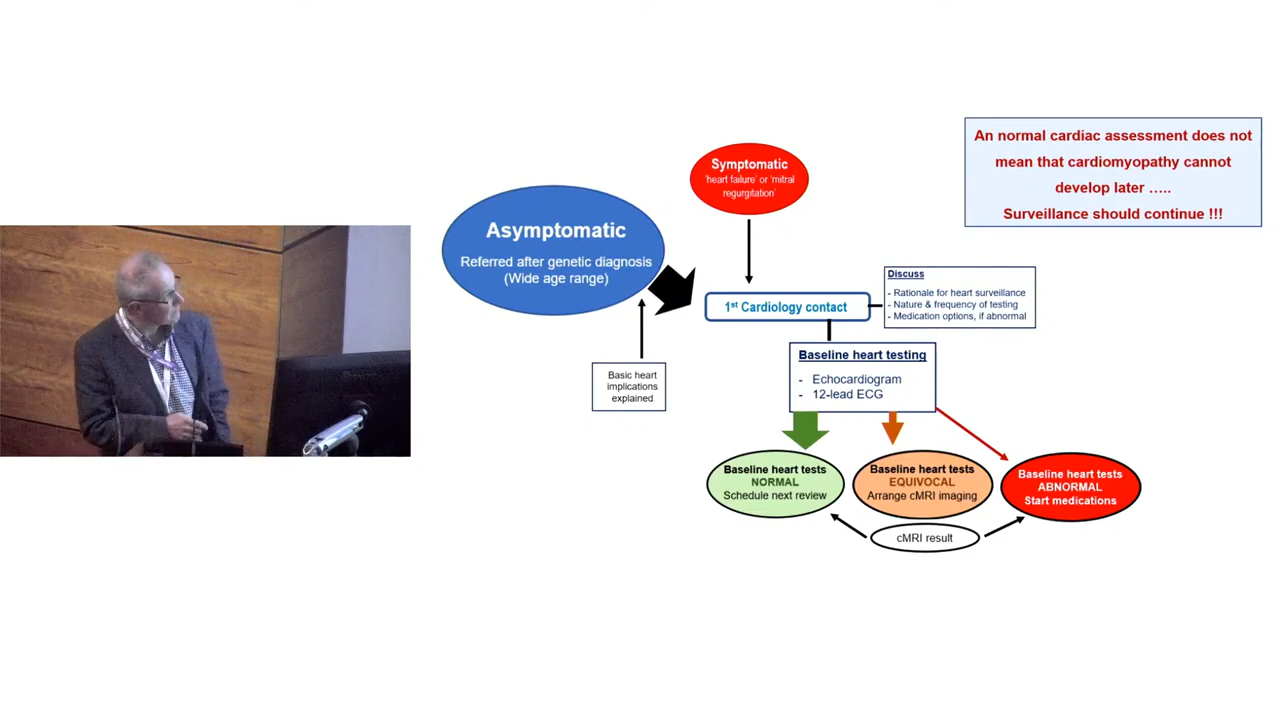 An normal cardiac assessment does not
mean that cardiomyopathy cannot
develop later …..
Surveillance should continue !!!
Symptomatic
'heart failure' or 'mitral
regurgitation'
Asymptomatic
Referred after genetic diagnosis
(Wide age range)
1st Cardiology contact
Discuss
- Rationale for heart surveillance
- Nature & frequency of testing
- Medication options, if abnormal
Basic heart
implications
explained
Baseline heart testing
- Echocardiogram
- 12-lead ECG
Baseline heart tests
NORMAL
Schedule next review
Baseline heart tests
EQUIVOCAL
Arrange cMRI imaging
Baseline heart tests
ABNORMAL
Start medications
cMRI result